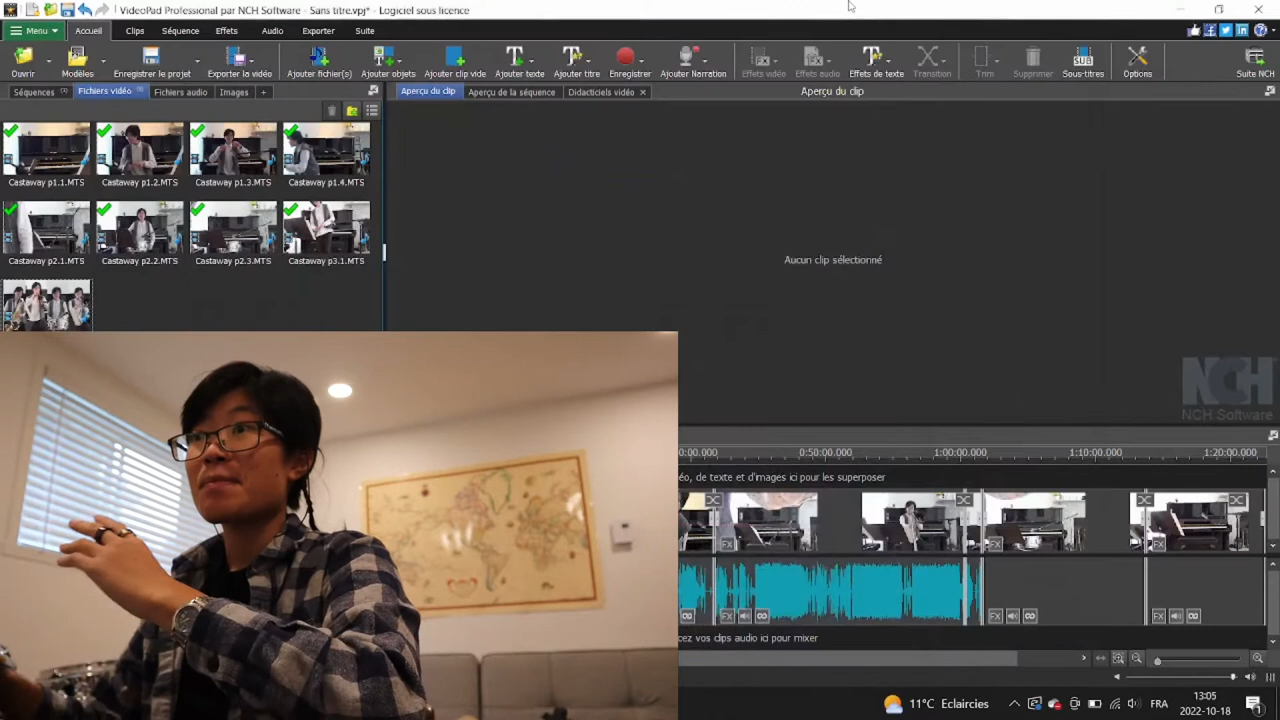 VideoPad Professional par NCH Software - Sans titre.vpj* - Logiciel sous licence
Menu Accueil Clips Séquence Effets Audio Exporter Suite
Ouvrir Modèles Enregistrer le projet Exporter la vidéo Ajouter fichier(s) Ajouter objets Ajouter clip vide Ajouter texte Ajouter titre Enregistrer Ajouter Narration Effets vidéo Effets audio Effets de texte Transition Trim Supprimer Sous-titres Options Suite NCH
Séquences Fichiers vidéo Fichiers audio Images + Aperçu du clip Aperçu de la séquence Didacticiels vidéo Aperçu du clip
Castaway p1.1.MTS Castaway p1.2.MTS Castaway p1.3.MTS Castaway p1.4.MTS
Castaway p2.1.MTS Castaway p2.2.MTS Castaway p2.3.MTS Castaway p3.1.MTS
Aucun clip sélectionné
NCH
NCH Software
0:00.000 0:50:00.000 1:00:00.000 1:10:00.000 1:20:00.000
éo, de texte et d'images ici pour les superposer
FX FX FX FX
FX FX FX
cez vos clips audio ici pour mixer
11°C Eclaircies FRA 13:05
2022-10-18